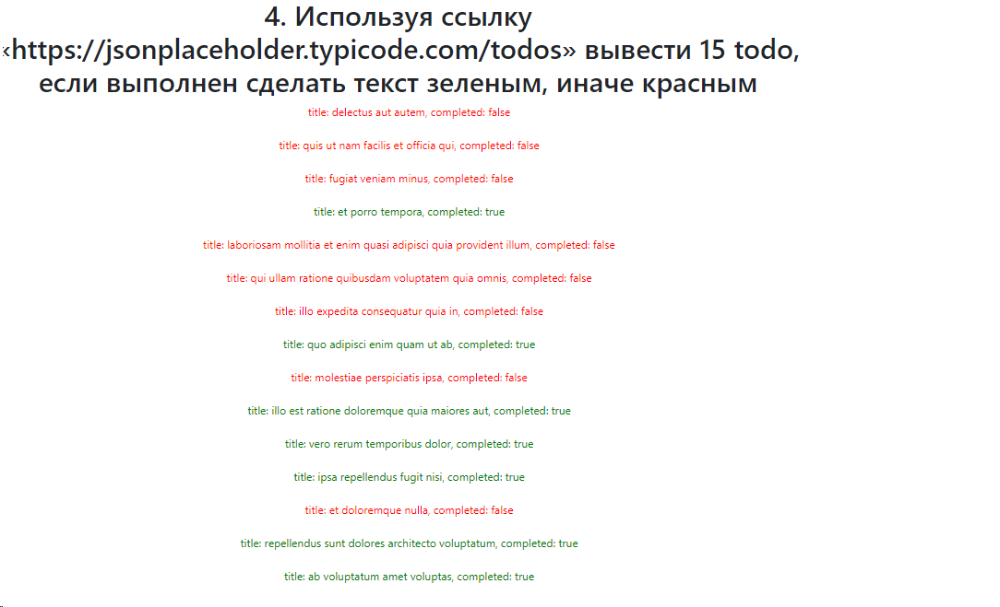 4. Используя ссылку
«https://jsonplaceholder.typicode.com/todos» вывести 15 todo,
если выполнен сделать текст зеленым, иначе красным
title: delectus aut autem, completed: false
title: quis ut nam facilis et officia qui, completed: false
title: fugiat veniam minus, completed: false
title: et porro tempora, completed: true
title: laboriosam mollitia et enim quasi adipisci quia provident illum, completed: false
title: qui ullam ratione quibusdam voluptatem quia omnis, completed: false
title: illo expedita consequatur quia in, completed: false
title: quo adipisci enim quam ut ab, completed: true
title: molestiae perspiciatis ipsa, completed: false
title: illo est ratione doloremque quia maiores aut, completed: true
title: vero rerum temporibus dolor, completed: true
title: ipsa repellendus fugit nisi, completed: true
title: et doloremque nulla, completed: false
title: repellendus sunt dolores architecto voluptatum, completed: true
title: ab voluptatum amet voluptas, completed: true